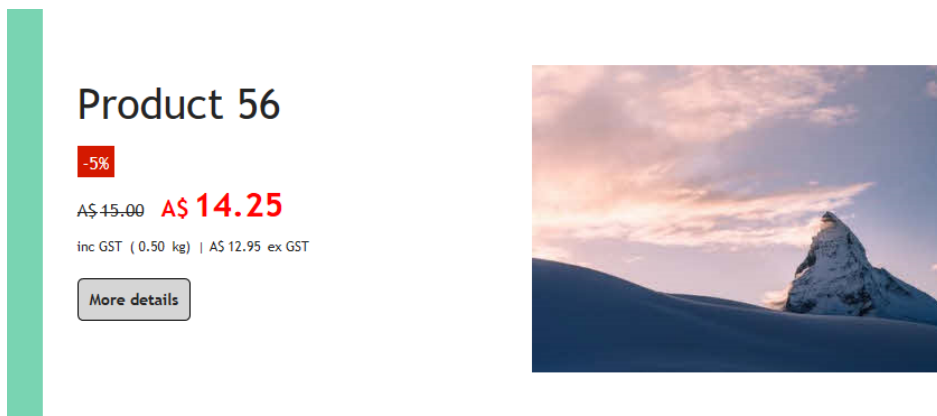 Product 56
-5%
A$ 15.00 A$ 14.25
inc GST ( 0.50 kg) | A$ 12.95 ex GST
More details